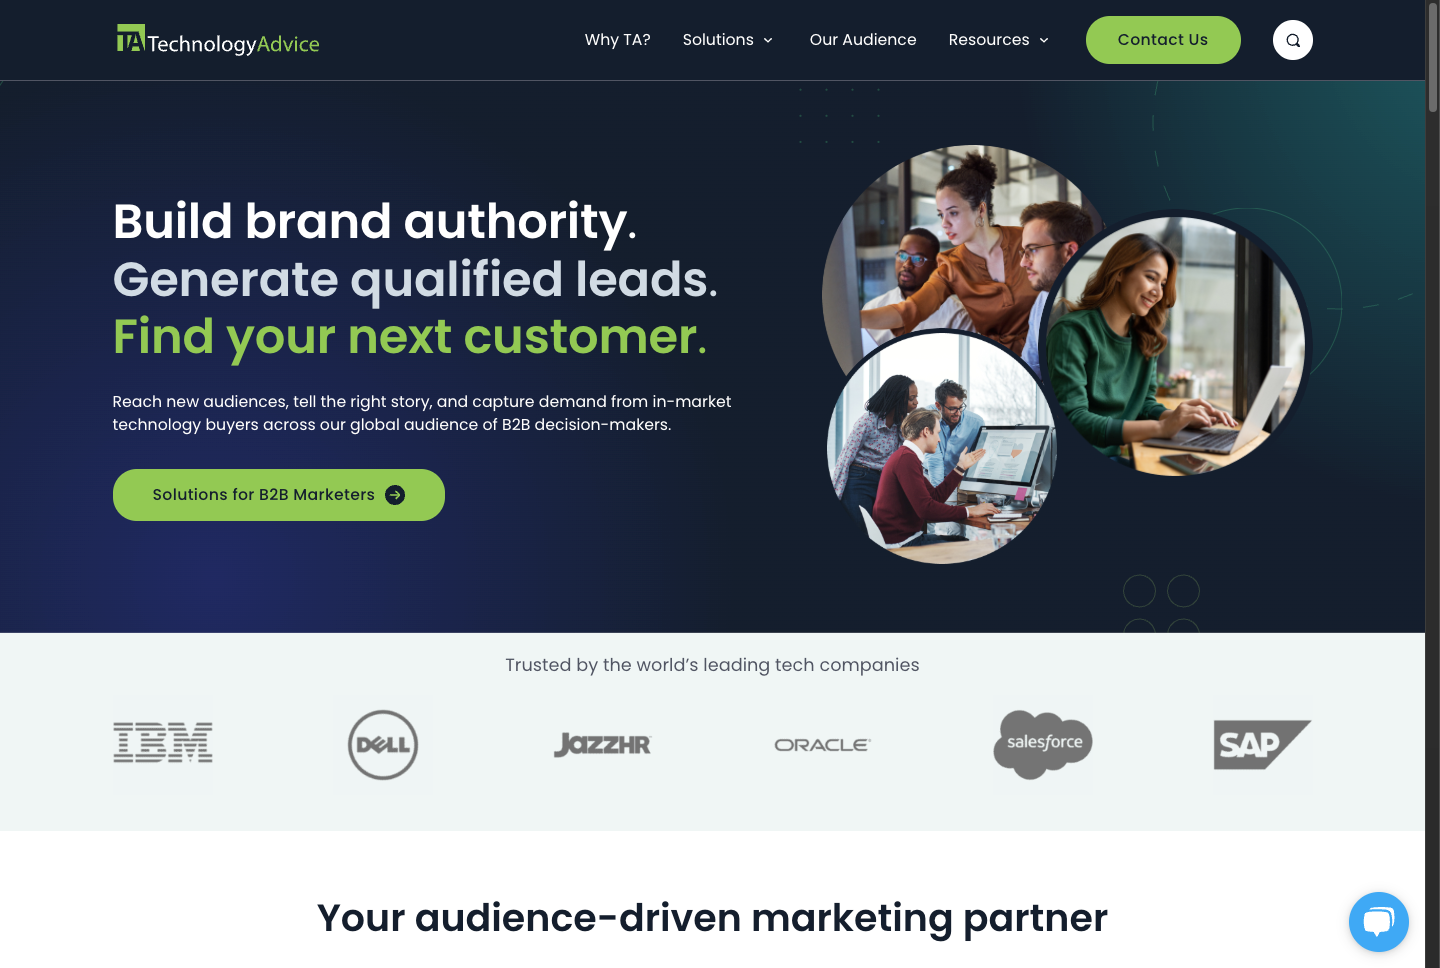 TA TechnologyAdvice
Why TA? Solutions Our Audience Resources Contact Us
Build brand authority.
Generate qualified leads.
Find your next customer.
Reach new audiences, tell the right story, and capture demand from in-market
technology buyers across our global audience of B2B decision-makers.
Solutions for B2B Marketers
Trusted by the world’s leading tech companies
IBM DELL JAZZHR ORACLE salesforce SAP
Your audience-driven marketing partner